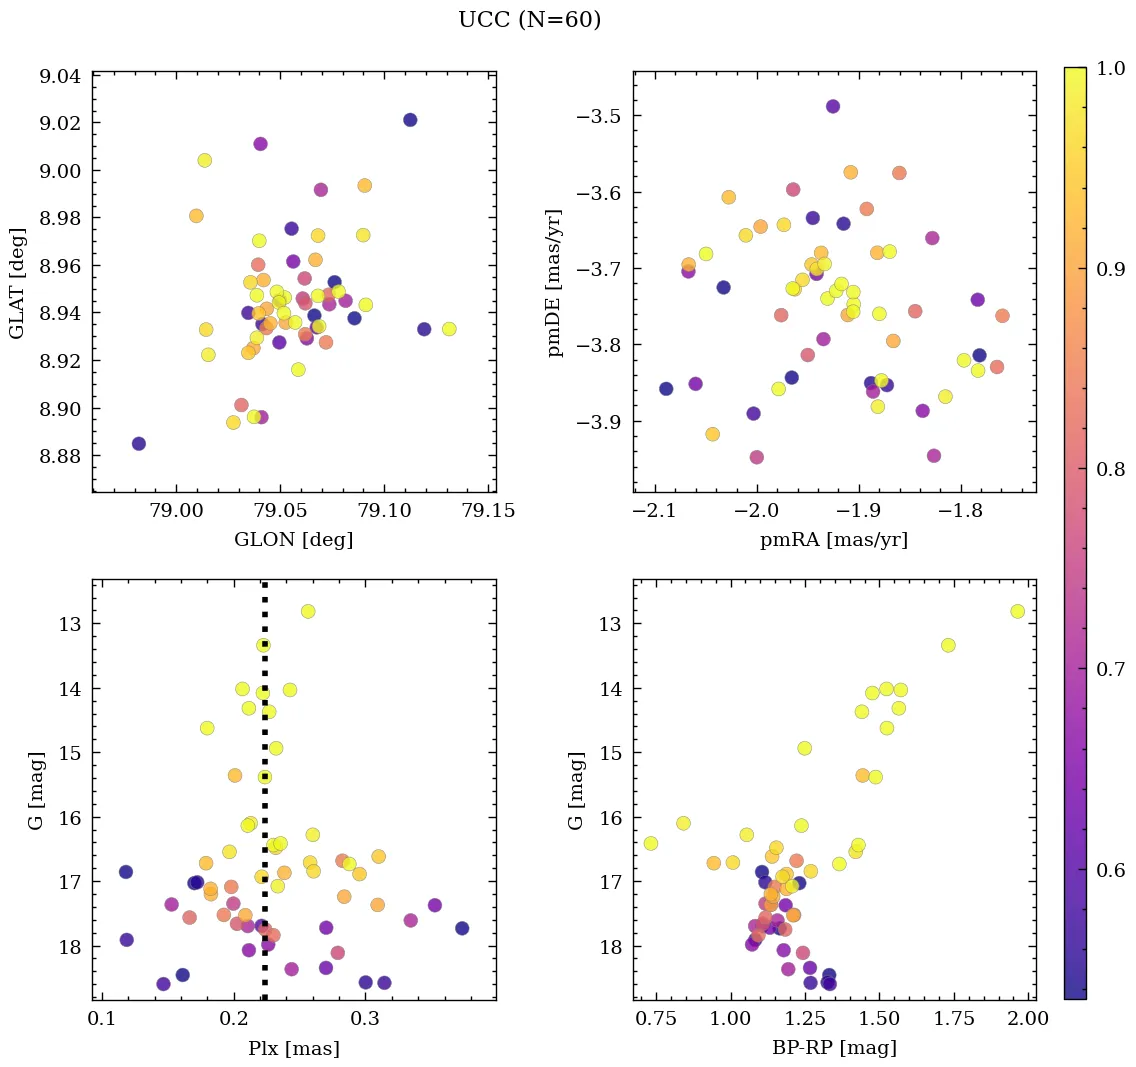 UCC (N=60)
9.04
9.02
9.00
8.98
8.96
8.94
8.92
8.90
8.88
GLAT [deg]
79.00 79.05 79.10 79.15
GLON [deg]
−3.5
−3.6
−3.7
−3.8
−3.9
pmDE [mas/yr]
−2.1 −2.0 −1.9 −1.8
pmRA [mas/yr]
1.0
0.9
0.8
0.7
0.6
13
14
15
16
17
18
G [mag]
0.1 0.2 0.3
Plx [mas]
13
14
15
16
17
18
G [mag]
0.75 1.00 1.25 1.50 1.75 2.00
BP-RP [mag]